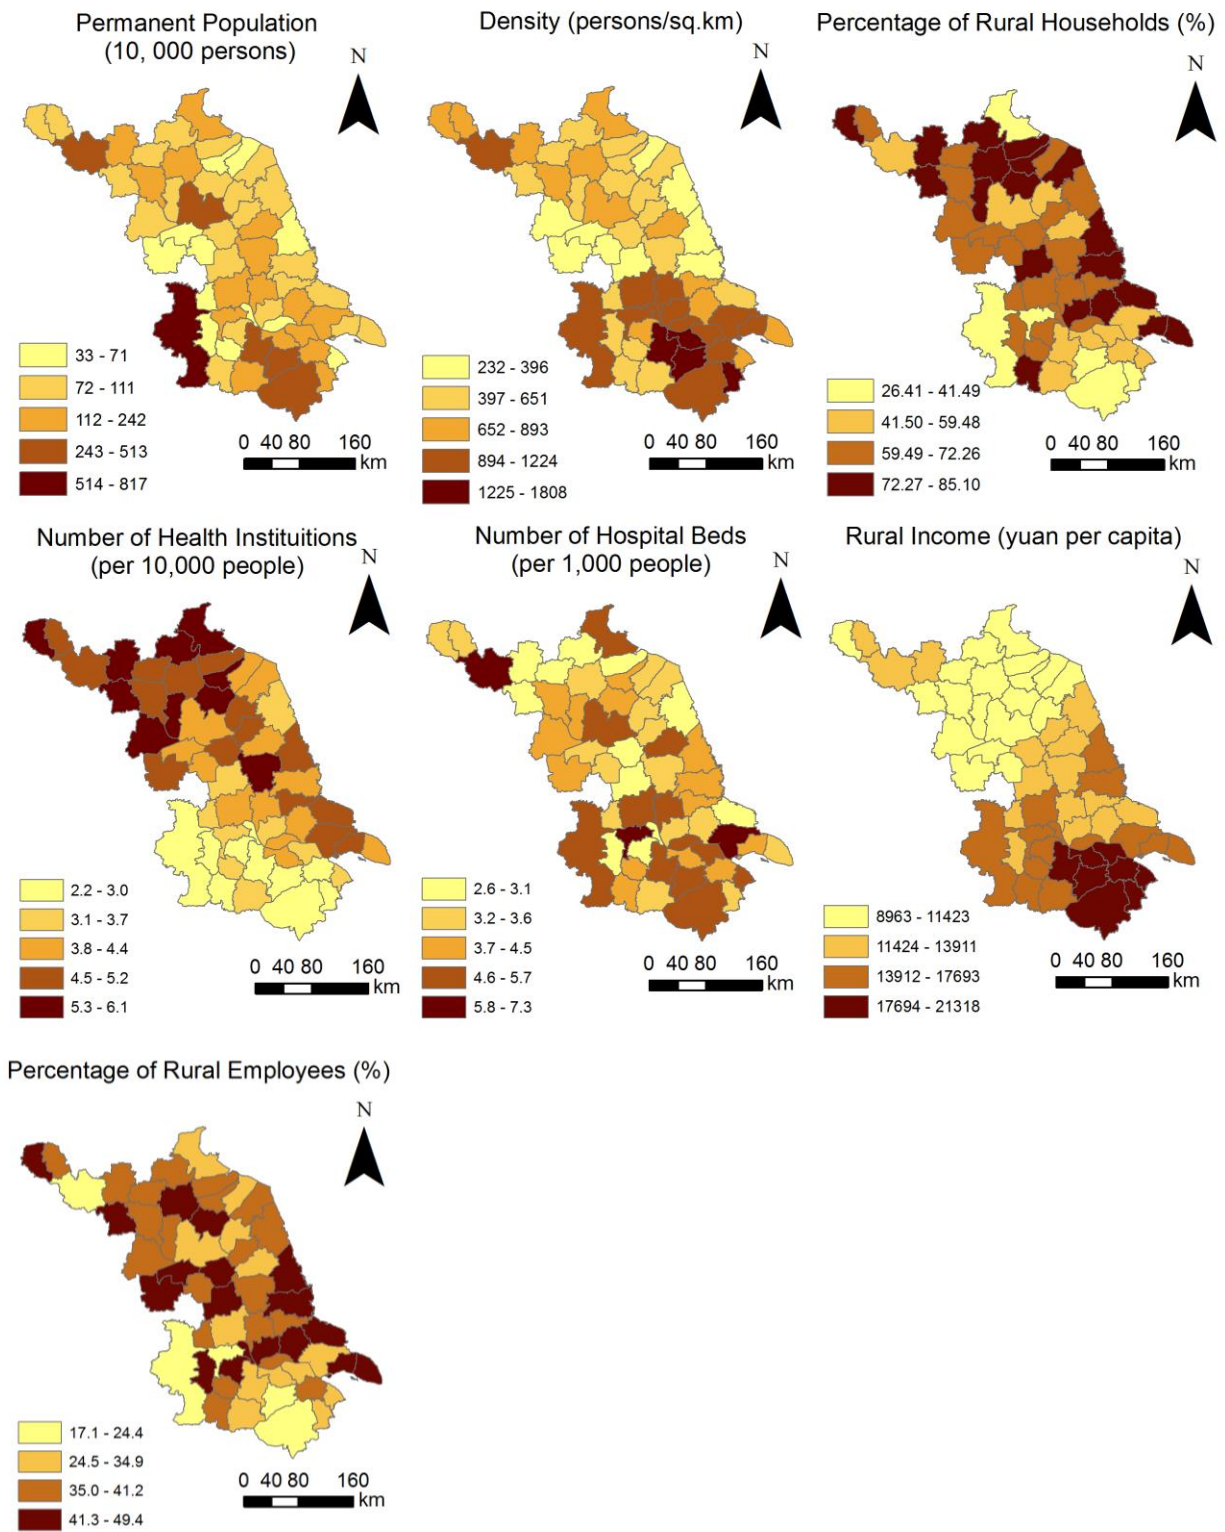 Permanent Population
(10, 000 persons)
N
33 - 71
72 - 111
112 - 242
243 - 513
514 - 817
0 40 80 160
km
Density (persons/sq.km)
N
232 - 396
397 - 651
652 - 893
894 - 1224
1225 - 1808
0 40 80 160
km
Percentage of Rural Households (%)
N
26.41 - 41.49
41.50 - 59.48
59.49 - 72.26
72.27 - 85.10
0 40 80 160
km
Number of Health Instituitions
(per 10,000 people)
N
2.2 - 3.0
3.1 - 3.7
3.8 - 4.4
4.5 - 5.2
5.3 - 6.1
0 40 80 160
km
Number of Hospital Beds
(per 1,000 people)
N
2.6 - 3.1
3.2 - 3.6
3.7 - 4.5
4.6 - 5.7
5.8 - 7.3
0 40 80 160
km
Rural Income (yuan per capita)
N
8963 - 11423
11424 - 13911
13912 - 17693
17694 - 21318
0 40 80 160
km
Percentage of Rural Employees (%)
N
17.1 - 24.4
24.5 - 34.9
35.0 - 41.2
41.3 - 49.4
0 40 80 160
km